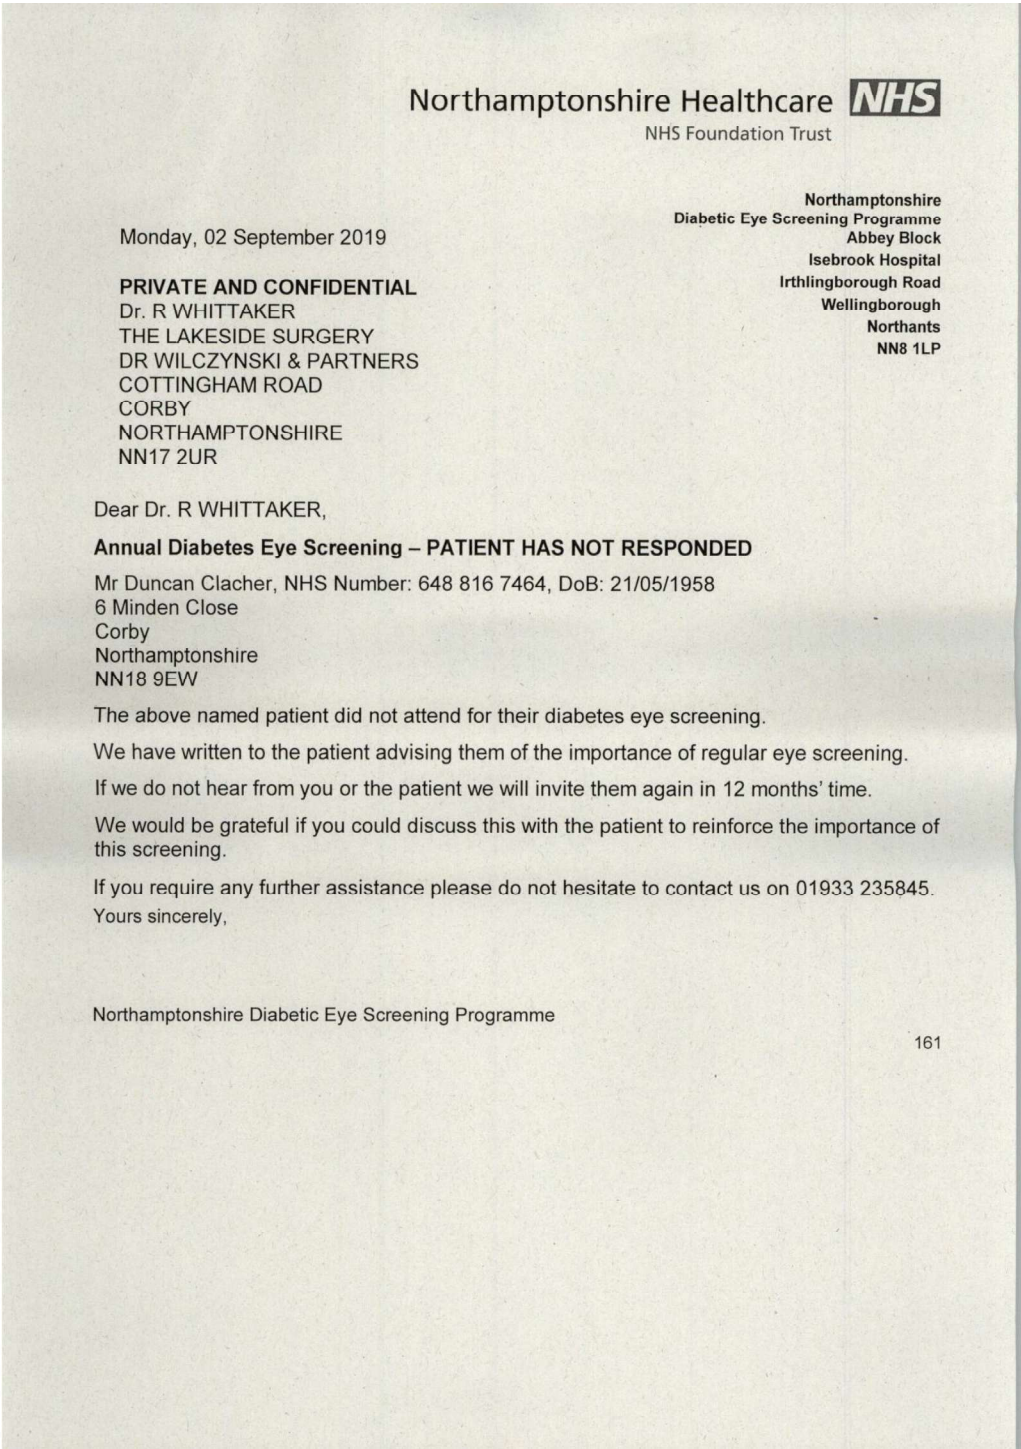 Northamptonshire Healthcare NHS
NHS Foundation Trust
Northamptonshire
Diabetic Eye Screening Programme
Abbey Block
Isebrook Hospital
Irthlingborough Road
Wellingborough
Northants
NN8 1LP
Monday, 02 September 2019
PRIVATE AND CONFIDENTIAL
Dr. R WHITTAKER
THE LAKESIDE SURGERY
DR WILCZYNSKI & PARTNERS
COTTINGHAM ROAD
CORBY
NORTHAMPTONSHIRE
NN17 2UR
Dear Dr. R WHITTAKER,
Annual Diabetes Eye Screening – PATIENT HAS NOT RESPONDED
Mr Duncan Clacher, NHS Number: 648 816 7464, DoB: 21/05/1958
6 Minden Close
Corby
Northamptonshire
NN18 9EW
The above named patient did not attend for their diabetes eye screening.
We have written to the patient advising them of the importance of regular eye screening.
If we do not hear from you or the patient we will invite them again in 12 months' time.
We would be grateful if you could discuss this with the patient to reinforce the importance of
this screening.
If you require any further assistance please do not hesitate to contact us on 01933 235845.
Yours sincerely,
Northamptonshire Diabetic Eye Screening Programme
161